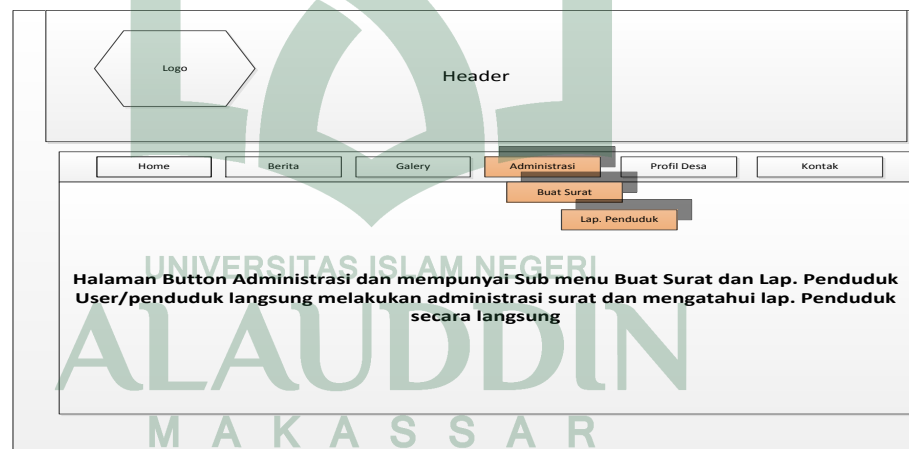 Logo
Header
Home Berita Galery Administrasi Profil Desa Kontak
Buat Surat
Lap. Penduduk
UNIVERSITAS ISLAM NEGERI
Halaman Button Administrasi dan mempunyai Sub menu Buat Surat dan Lap. Penduduk
User/penduduk langsung melakukan administrasi surat dan mengatahui lap. Penduduk
secara langsung
ALAUDDIN
MAKASSAR